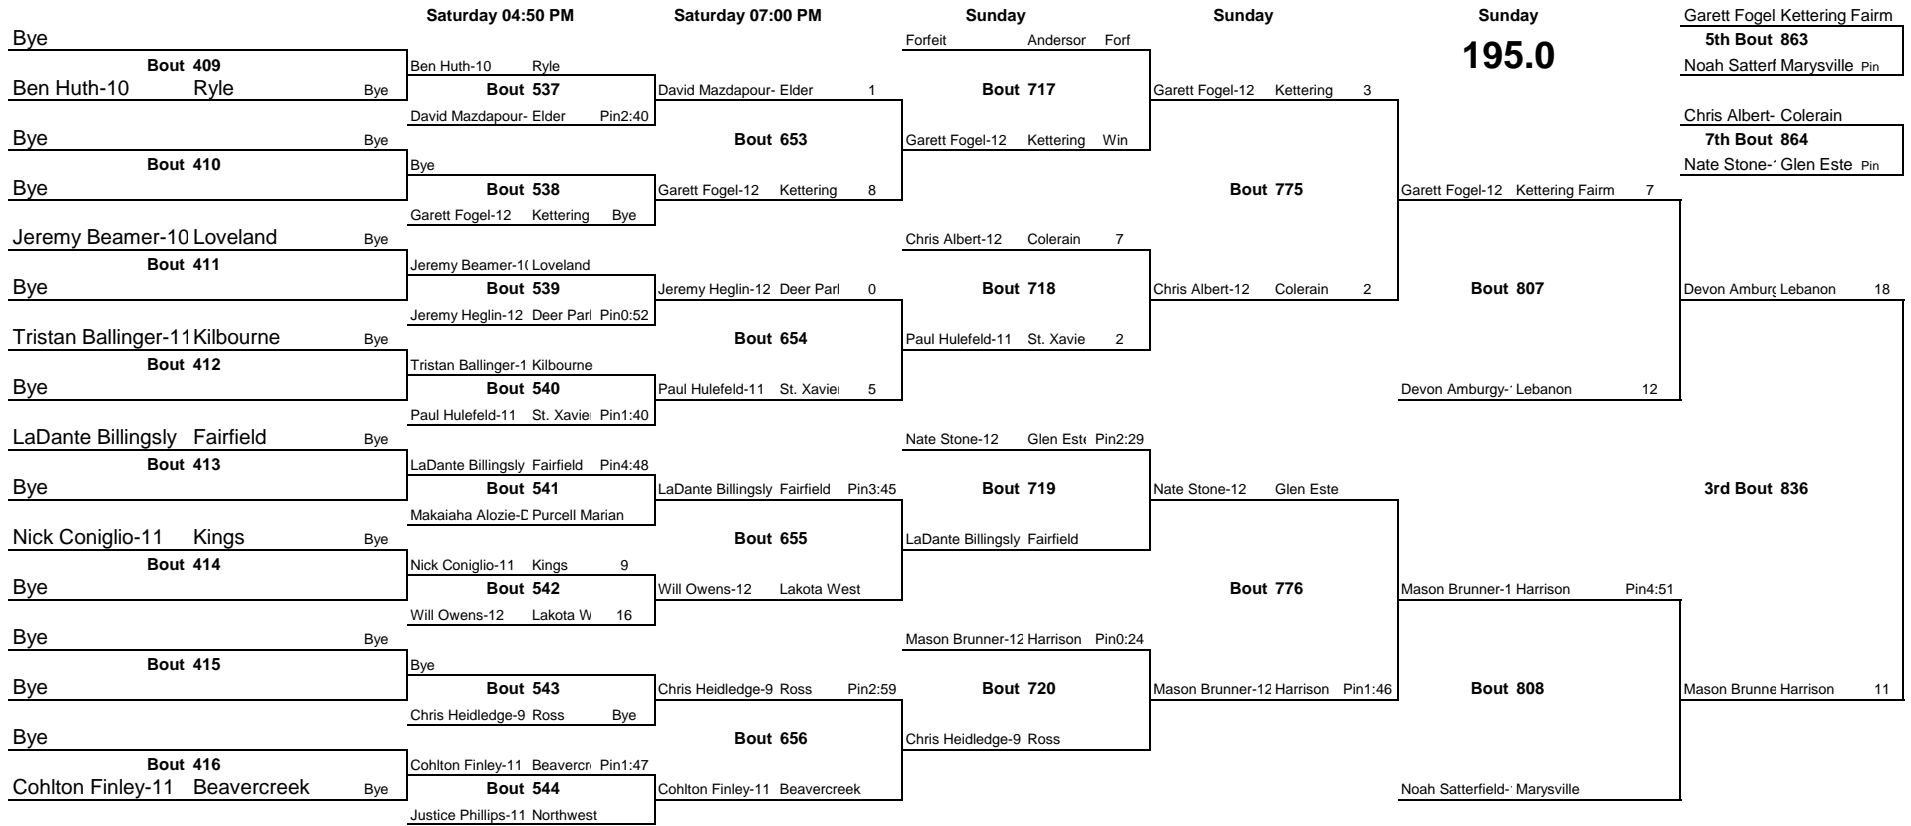 Saturday 04:50 PM Saturday 07:00 PM Sunday Sunday Sunday
195.0
Bye
Bout 409
Ben Huth-10 Ryle Bye
Bye Bye
Bout 410
Bye
Jeremy Beamer-10 Loveland Bye
Bout 411
Bye
Tristan Ballinger-11 Kilbourne Bye
Bout 412
Bye
LaDante Billingsly Fairfield Bye
Bout 413
Bye
Nick Coniglio-11 Kings Bye
Bout 414
Bye
Bye Bye
Bout 415
Bye
Bye
Bout 416
Cohlton Finley-11 Beavercreek Bye
Ben Huth-10 Ryle
Bout 537
David Mazdapour- Elder Pin2:40
Bye
Bout 538
Garett Fogel-12 Kettering Bye
Jeremy Beamer-1( Loveland
Bout 539
Jeremy Heglin-12 Deer Parl Pin0:52
Tristan Ballinger-1 Kilbourne
Bout 540
Paul Hulefeld-11 St. Xavie Pin1:40
LaDante Billingsly Fairfield Pin4:48
Bout 541
Makaiaha Alozie-D Purcell Marian
Nick Coniglio-11 Kings 9
Bout 542
Will Owens-12 Lakota W 16
Bye
Bout 543
Chris Heidledge-9 Ross Bye
Cohlton Finley-11 Beavercr Pin1:47
Bout 544
Justice Phillips-11 Northwest
David Mazdapour- Elder 1
Bout 653
Garett Fogel-12 Kettering 8
Jeremy Heglin-12 Deer Parl 0
Bout 654
Paul Hulefeld-11 St. Xavie 5
LaDante Billingsly Fairfield Pin3:45
Bout 655
Will Owens-12 Lakota West
Chris Heidledge-9 Ross Pin2:59
Bout 656
Cohlton Finley-11 Beavercreek
Forfeit Andersor Forf
Bout 717
Garett Fogel-12 Kettering Win
Chris Albert-12 Colerain 7
Bout 718
Paul Hulefeld-11 St. Xavie 2
Nate Stone-12 Glen Este Pin2:29
Bout 719
LaDante Billingsly Fairfield
Mason Brunner-12 Harrison Pin0:24
Bout 720
Chris Heidledge-9 Ross
Garett Fogel-12 Kettering 3
Bout 775
Chris Albert-12 Colerain 2
Nate Stone-12 Glen Este
Bout 776
Mason Brunner-12 Harrison Pin1:46
Garett Fogel-12 Kettering Fairm 7
Bout 807
Devon Amburgy- Lebanon 12
Mason Brunner-1 Harrison Pin4:51
Bout 808
Noah Satterfield- Marysville
Garett Fogel Kettering Fairm
5th Bout 863
Noah Satterf Marysville Pin
Chris Albert- Colerain
7th Bout 864
Nate Stone- Glen Este Pin
Devon Amburg Lebanon 18
3rd Bout 836
Mason Brunne Harrison 11